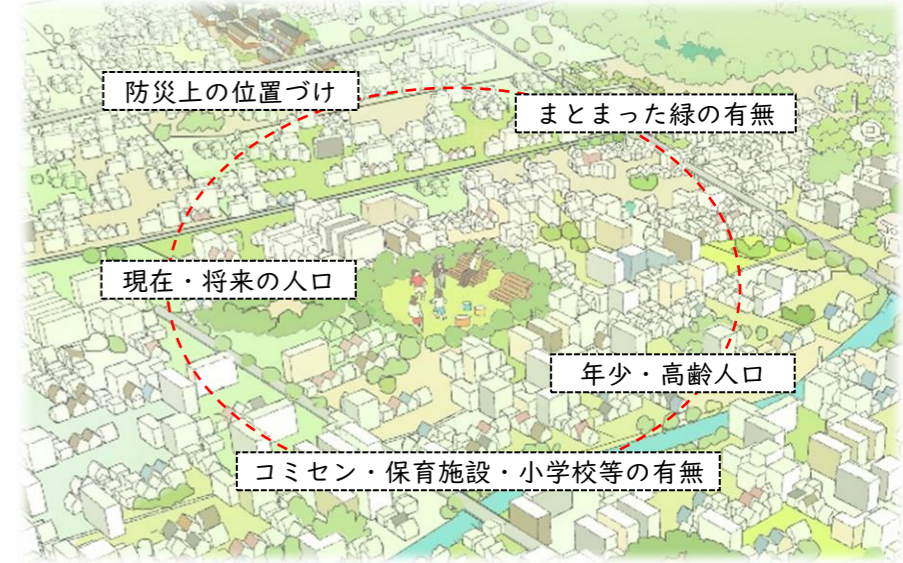 防災上の位置づけ
まとまった緑の有無
現在・将来の人口
年少・高齢人口
コミセン・保育施設・小学校等の有無